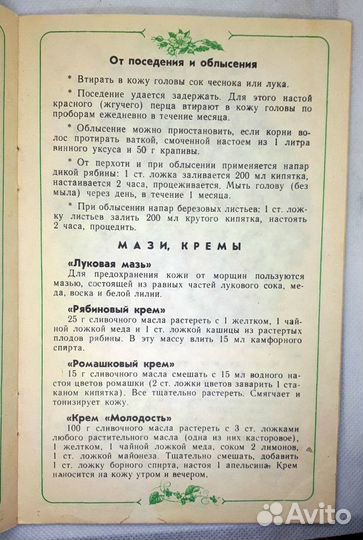 От поседения и облысения
* Втирать в кожу головы сок чеснока или лука.
* Поседение удается задержать. Для этого настой
красного (жгучего) перца втирают в кожу головы по
проборам ежедневно в течение месяца.
* Облысение можно приостановить, если корни во-
лос протирать ваткой, смоченной настоем из 1 литра
винного уксуса и 50 г крапивы.
* От перхоти и при облысении применяется напар
дикой рябины: 1 ст. ложка заливается 200 мл кипятка,
настаивается 2 часа, процеживается. Мыть голову (без
мыла) через день, в течение 1 месяца.
* При облысении напар березовых листьев: 1 ст. лож-
ку листьев залить 200 мл крутого кипятка, настоять
2 часа, процедить.
МАЗИ, КРЕМЫ
«Луковая мазь»
Для предохранения кожи от морщин пользуются
мазью, состоящей из равных частей лукового сока, ме-
да, воска и белой лилии.
«Рябиновый крем»
25 г сливочного масла растереть с 1 желтком, 1 чай-
ной ложкой меда и 1 ст. ложкой кашицы из растер-
тых плодов рябины. В эту массу влить 15 мл камфорного
спирта.
«Ромашковый крем»
15 г сливочного масла смешать с 15 мл водного на-
стоя цветов ромашки (2 ст. ложки цветов заварить 1 ста-
каном кипятка). Все тщательно растереть. Смягчает и
тонизирует кожу.
«Крем «Молодость»
100 г сливочного масла растереть с 3 ст. ложками
любого растительного масла (одна из них касторовое),
1 желтком, 1 чайной ложкой меда, соком 2 лимонов,
1 ст. ложкой майонеза. Тщательно смешать, добавить
1 ст. ложку борного спирта, настоя 1 апельсина. Крем
наносится на кожу утром и вечером.
Avito